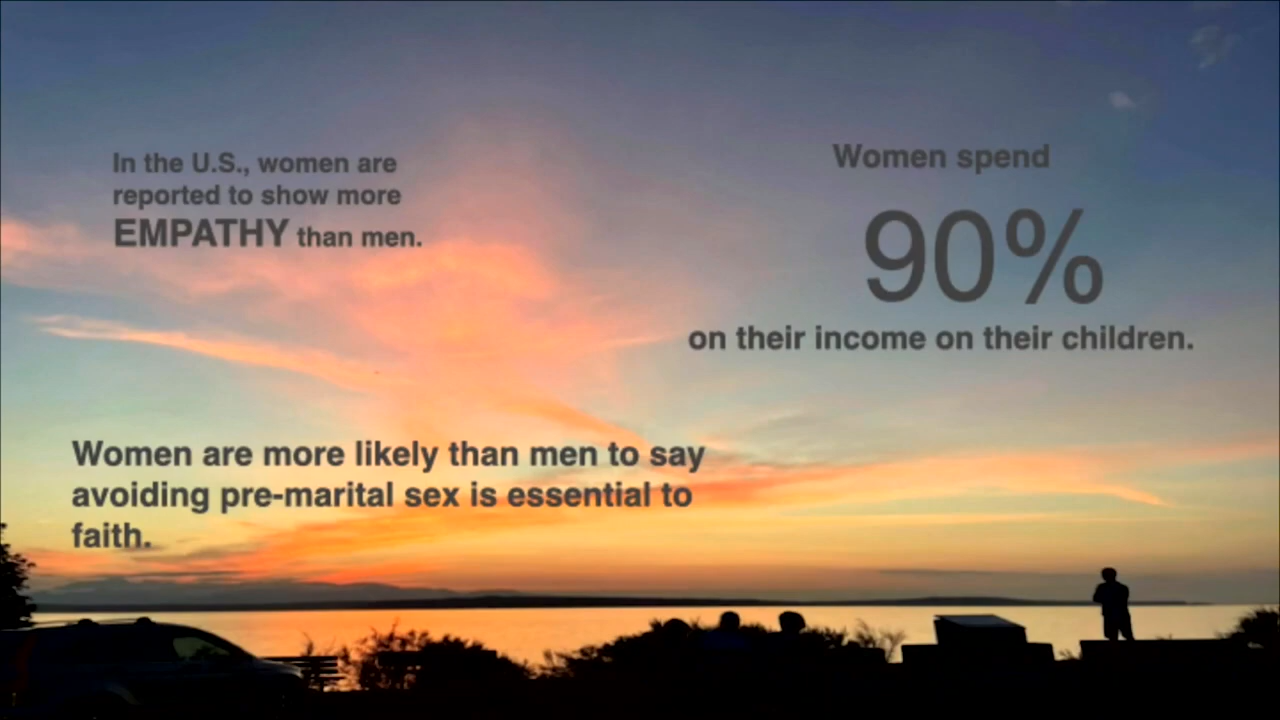 In the U.S., women are
reported to show more
EMPATHY than men.
Women spend
90%
on their income on their children.
Women are more likely than men to say
avoiding pre-marital sex is essential to
faith.